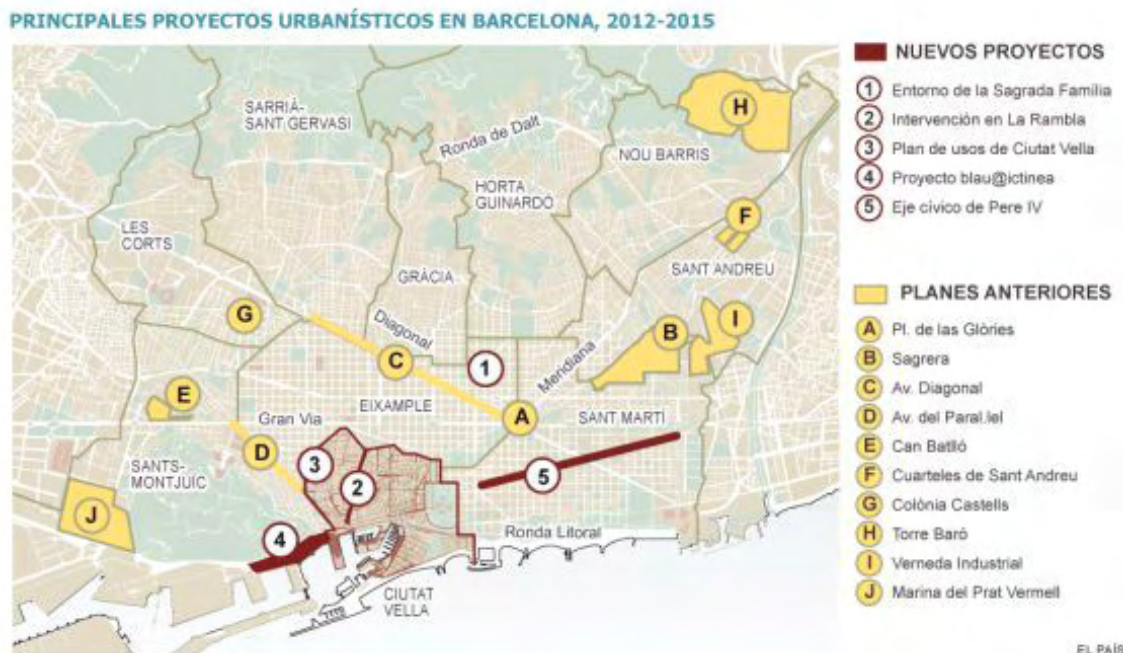 PRINCIPALES PROYECTOS URBANÍSTICOS EN BARCELONA, 2012-2015
SARRIÀ-
SANT GERVASI
Ronda de Dalt
NOU BARRIS
H
HORTA
GUINARDÓ
LES
CORTS
F
GRÀCIA
SANT ANDREU
G
Diagonal
B
I
C
1
Meridiana
E
EIXAMPLE
A
SANT MARTÍ
Gran Via
D
SANTS-
MONTJUÏC
3
2
5
J
4
Ronda Litoral
CIUTAT
VELLA
NUEVOS PROYECTOS
1 Entorno de la Sagrada Família
2 Intervención en La Rambla
3 Plan de usos de Ciutat Vella
4 Proyecto blau@ictinea
5 Eje cívico de Pere IV
PLANES ANTERIORES
A Pl. de las Glòries
B Sagrera
C Av. Diagonal
D Av. del Paral.lel
E Can Batlló
F Cuarteles de Sant Andreu
G Colònia Castells
H Torre Baró
I Verneda Industrial
J Marina del Prat Vermell
EL PAÍS